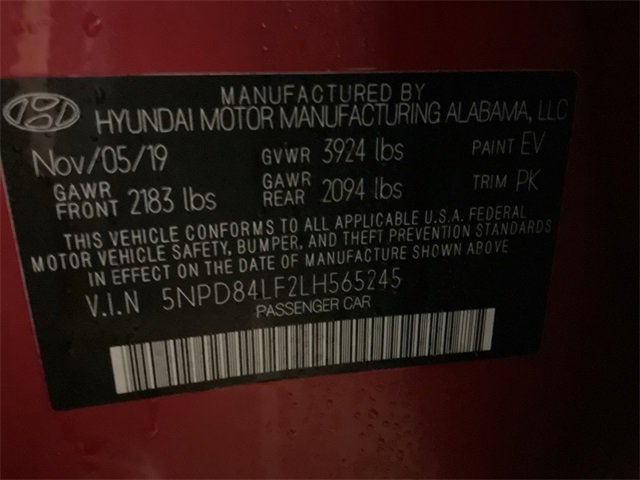 MANUFACTURED BY
HYUNDAI MOTOR MANUFACTURING ALABAMA, LLC
Nov/05/19 GVWR 3924 lbs PAINT EV
GAWR FRONT 2183 lbs GAWR REAR 2094 lbs TRIM PK
THIS VEHICLE CONFORMS TO ALL APPLICABLE U.S.A. FEDERAL
MOTOR VEHICLE SAFETY, BUMPER, AND THEFT PREVENTION STANDARDS
IN EFFECT ON THE DATE OF MANUFACTURE SHOWN ABOVE
V.I.N 5NPD84LF2LH565245
PASSENGER CAR